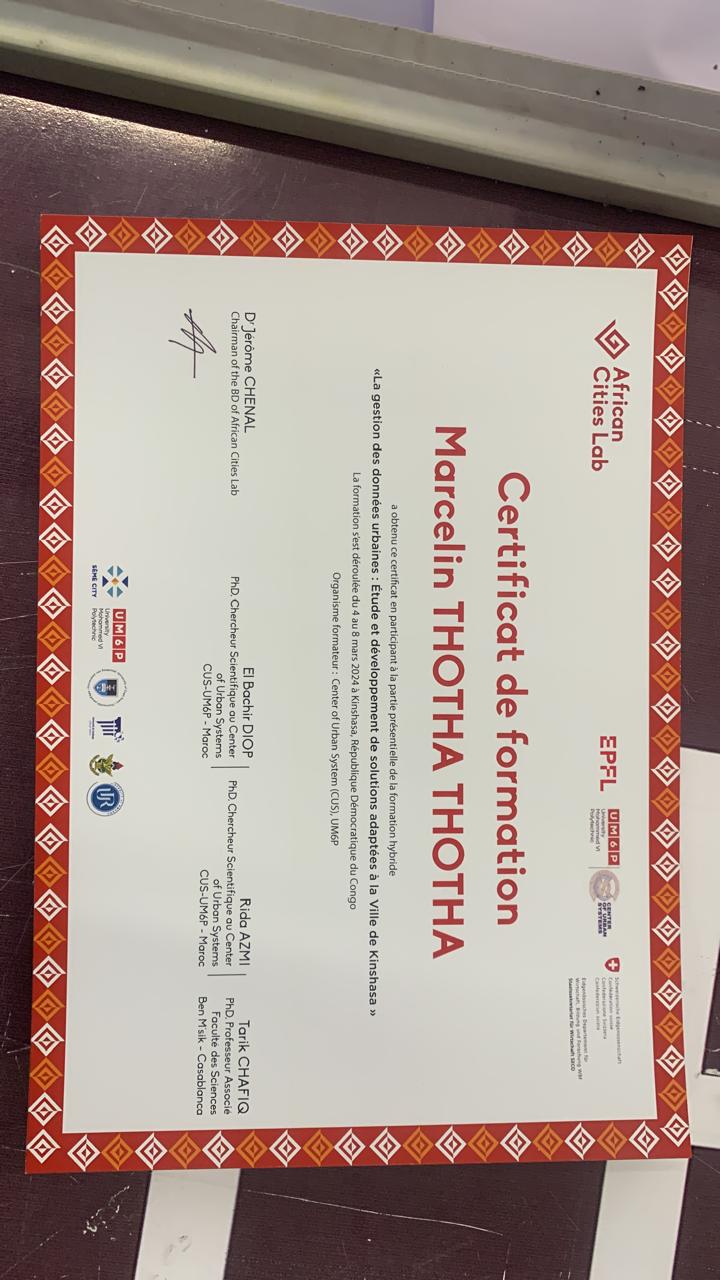 African
Cities Lab
EPFL
UM6P
University
Mohammed VI
Polytechnic
CENTER
OF URBAN
SYSTEMS
Schweizerische Eidgenossenschaft
Confédération suisse
Confederazione Svizzera
Confederaziun svizra
Eidgenössisches Departement für
Wirtschaft, Bildung und Forschung WBF
Staatssekretariat für Wirtschaft SECO
Certificat de formation
Marcelin THOTHA THOTHA
a obtenu ce certificat en participant à la partie présentielle de la formation hybride
«La gestion des données urbaines : Étude et développement de solutions adaptées à la Ville de Kinshasa »
La formation s'est déroulée du 4 au 8 mars 2024 à Kinshasa, République Démocratique du Congo
Organisme formateur : Center of Urban System (CUS), UM6P
Dr Jérôme CHENAL
Chairman of the BD of African Cities Lab
El Bachir DIOP
PhD. Chercheur Scientifique au Center
of Urban Systems
CUS-UM6P - Maroc
Rida AZMI
PhD. Chercheur Scientifique au Center
of Urban Systems
CUS-UM6P - Maroc
Tarik CHAFIQ
PhD. Professeur Associé
Faculté des Sciences
Ben M'sik - Casablanca
SÈMÈ CITY
UM6P
University
Mohammed VI
Polytechnic
UR